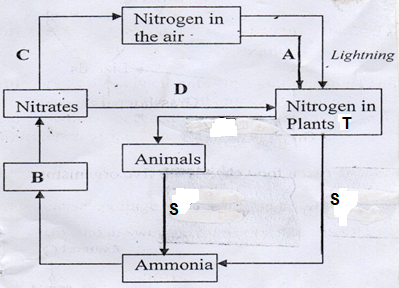 Nitrogen in
the air
C
A
Lightning
D
Nitrates
Nitrogen in
Plants T
Animals
B
S
S
Ammonia